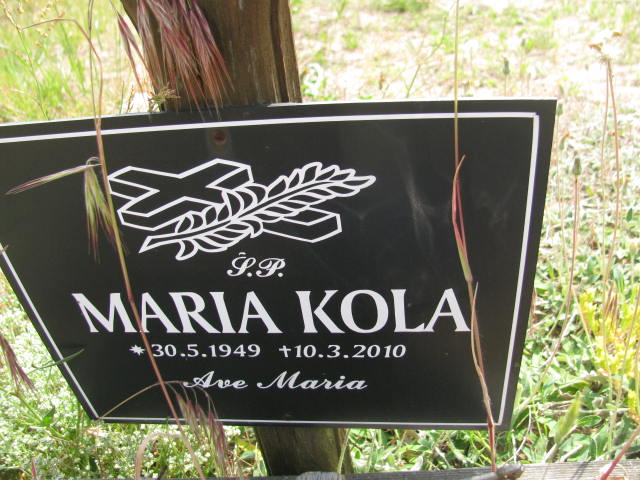 Ś.P.
MARIA KOLA
*30.5.1949 †10.3.2010
Ave Maria